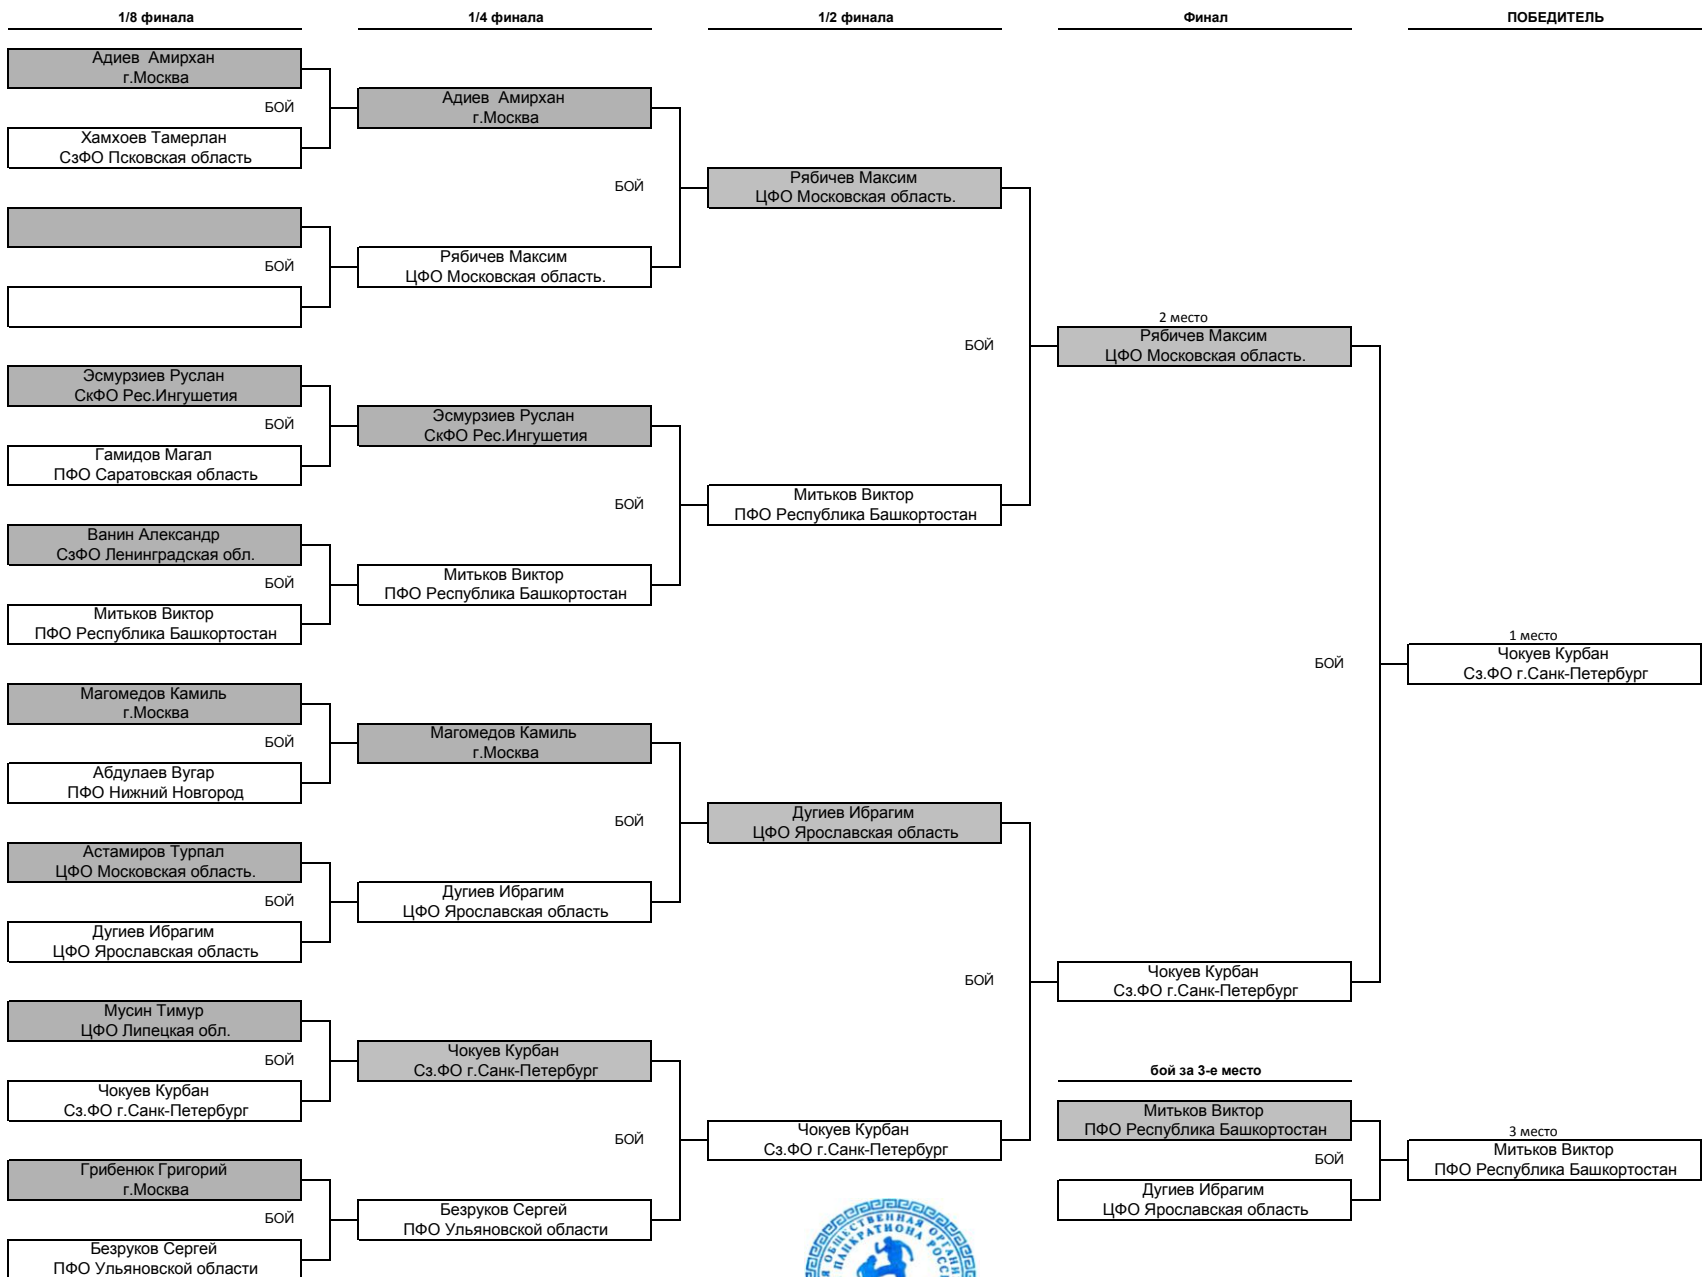 1/8 финала
1/4 финала
1/2 финала
Финал
ПОБЕДИТЕЛЬ
Адиев Амирхан
г.Москва
БОЙ
Хамхоев Тамерлан
СзФО Псковская область
БОЙ
Эсмурзиев Руслан
СкФО Рес.Ингушетия
БОЙ
Гамидов Магал
ПФО Саратовская область
Ванин Александр
СзФО Ленинградская обл.
БОЙ
Митьков Виктор
ПФО Республика Башкортостан
Магомедов Камиль
г.Москва
БОЙ
Абдулаев Вугар
ПФО Нижний Новгород
Астамиров Турпал
ЦФО Московская область.
БОЙ
Дугиев Ибрагим
ЦФО Ярославская область
Мусин Тимур
ЦФО Липецкая обл.
БОЙ
Чокуев Курбан
Сз.ФО г.Санк-Петербург
Грибенюк Григорий
г.Москва
БОЙ
Безруков Сергей
ПФО Ульяновской области
Адиев Амирхан
г.Москва
БОЙ
Рябичев Максим
ЦФО Московская область.
Эсмурзиев Руслан
СкФО Рес.Ингушетия
БОЙ
Митьков Виктор
ПФО Республика Башкортостан
Магомедов Камиль
г.Москва
БОЙ
Дугиев Ибрагим
ЦФО Ярославская область
Чокуев Курбан
Сз.ФО г.Санк-Петербург
БОЙ
Безруков Сергей
ПФО Ульяновской области
Рябичев Максим
ЦФО Московская область.
БОЙ
Митьков Виктор
ПФО Республика Башкортостан
Дугиев Ибрагим
ЦФО Ярославская область
БОЙ
Чокуев Курбан
Сз.ФО г.Санк-Петербург
2 место
Рябичев Максим
ЦФО Московская область.
БОЙ
Чокуев Курбан
Сз.ФО г.Санк-Петербург
1 место
Чокуев Курбан
Сз.ФО г.Санк-Петербург
бой за 3-е место
Митьков Виктор
ПФО Республика Башкортостан
БОЙ
Дугиев Ибрагим
ЦФО Ярославская область
3 место
Митьков Виктор
ПФО Республика Башкортостан
ОБЩЕСТВЕННАЯ
ПАНКРАТИОНА